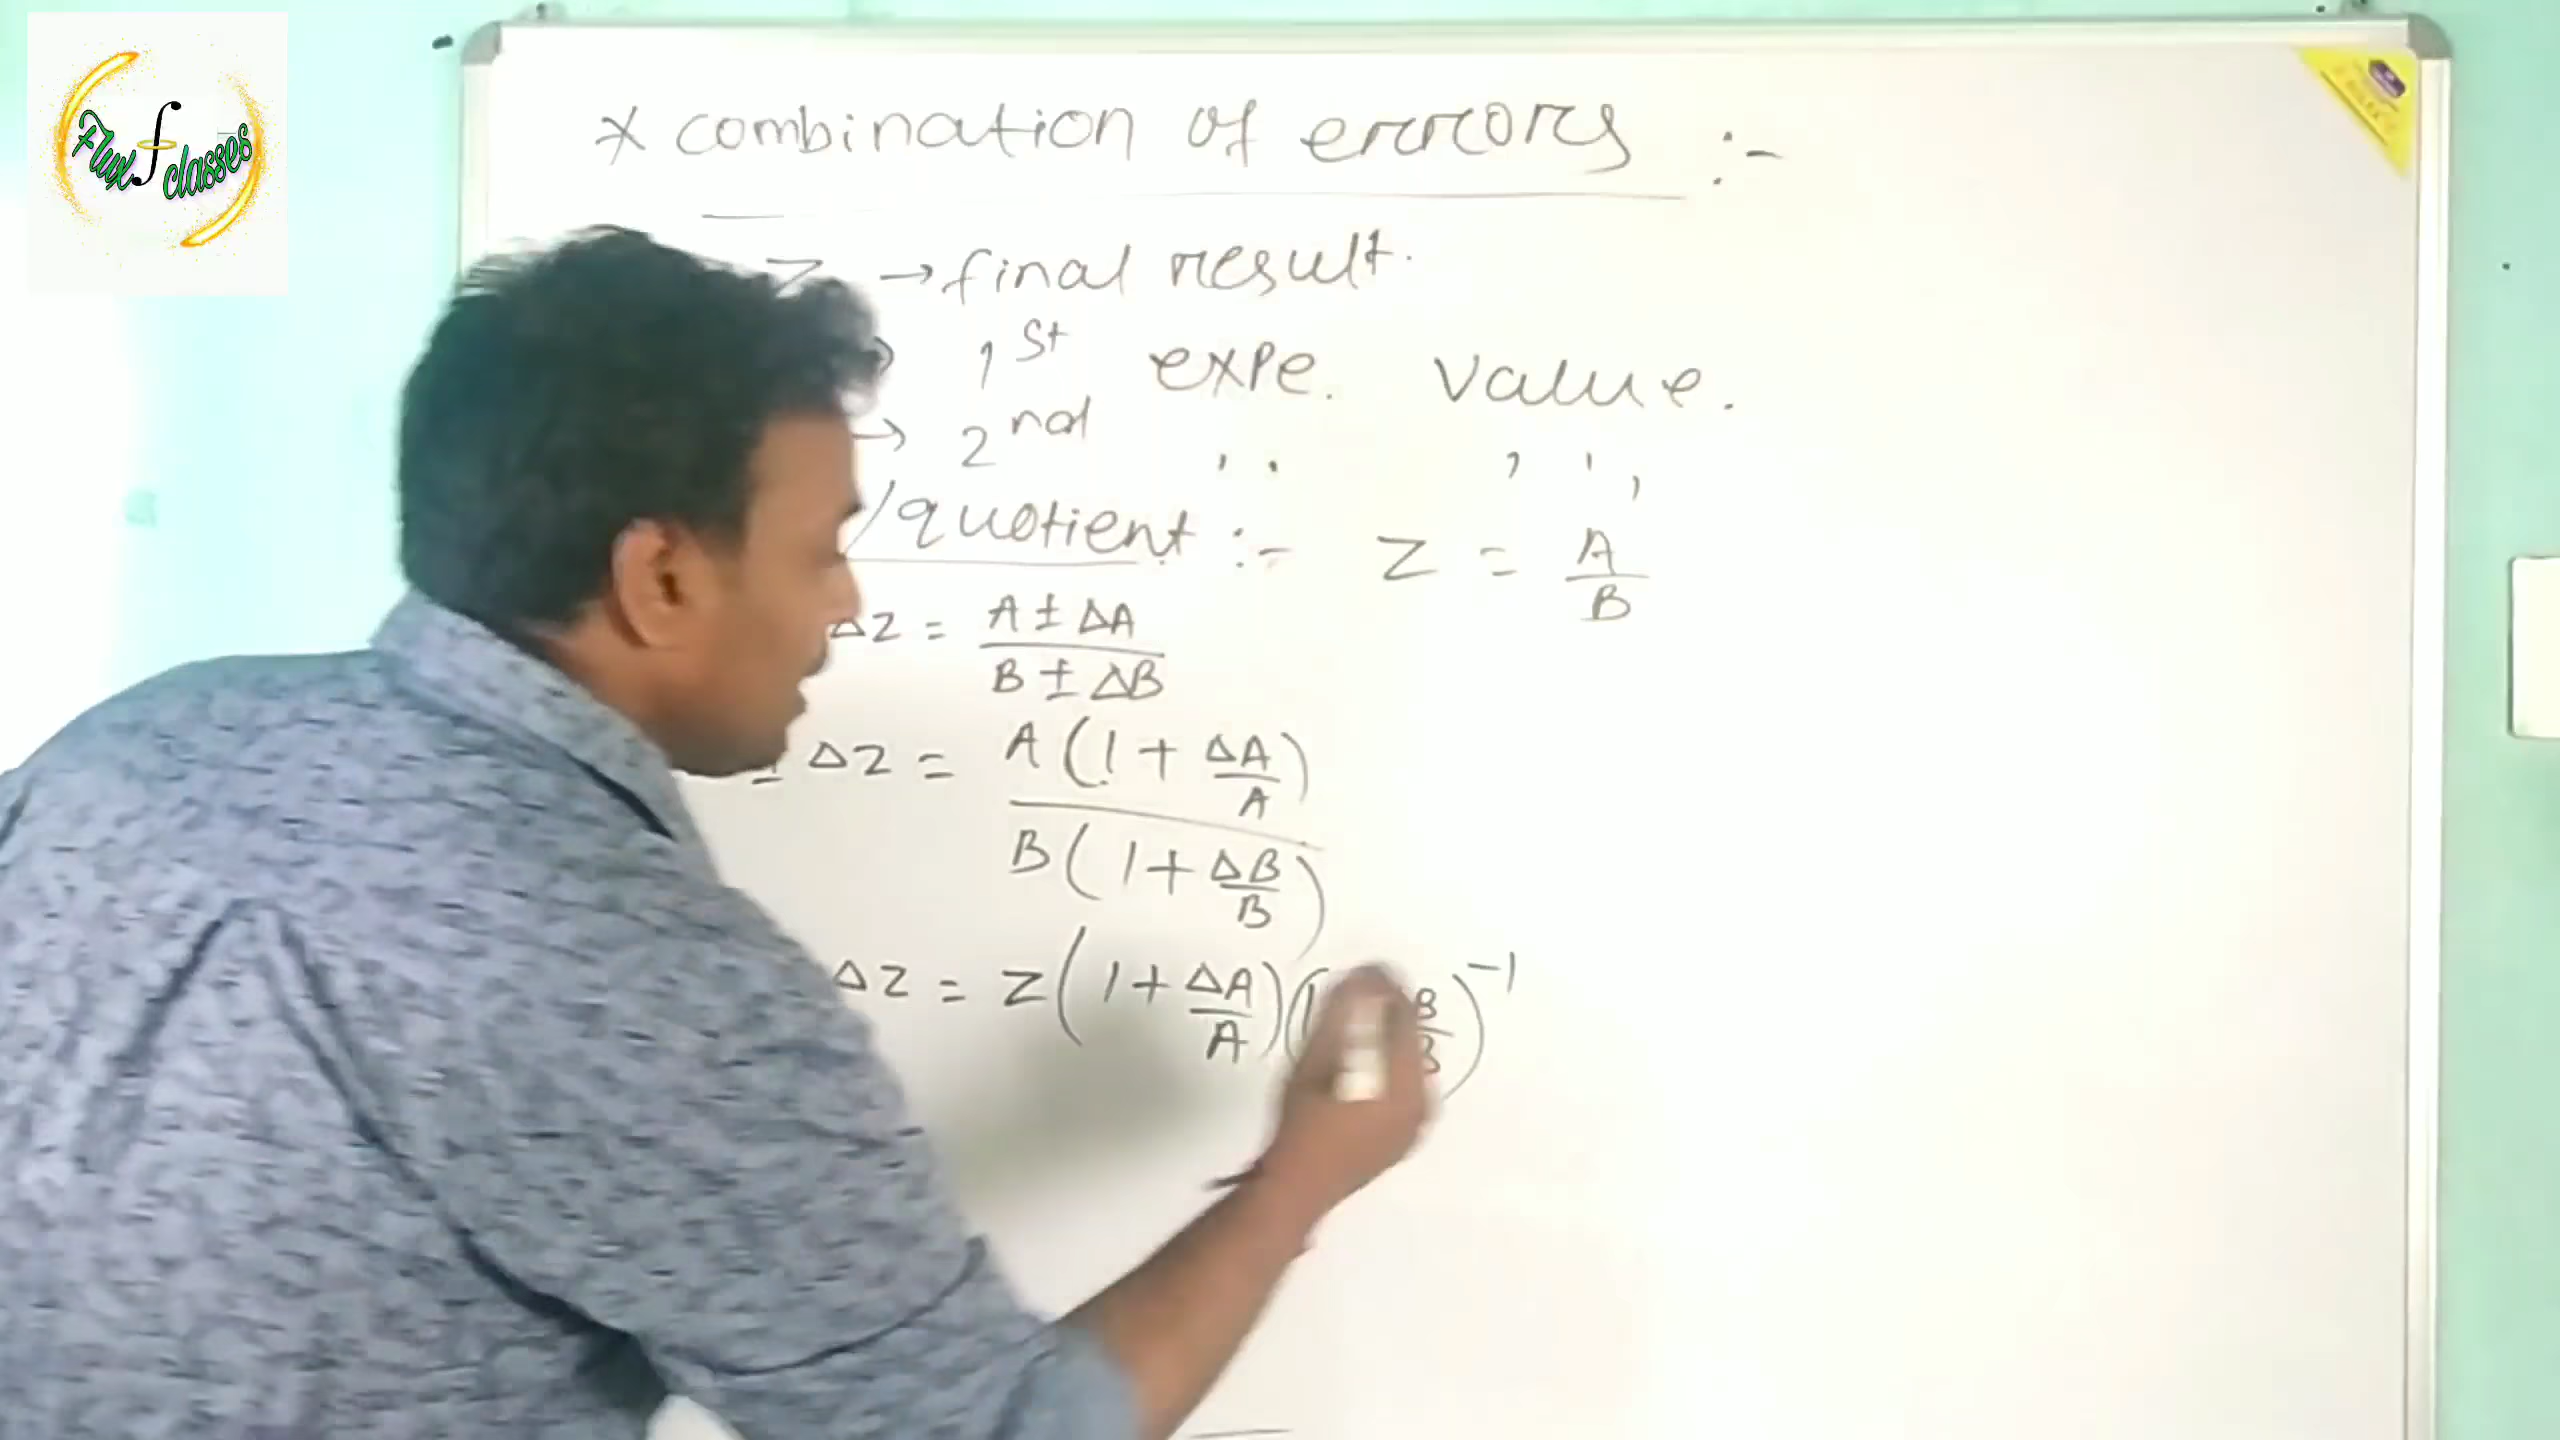 Flux classes
* combination of errors :-
Z → final result.
→ 1st expe. value.
→ 2nd ,, ,,,
/quotient :- Z = A/B
ΔZ = A ± ΔA / B ± ΔB
± ΔZ = A(1 + ΔA/A) / B(1 + ΔB/B)
ΔZ = Z(1 + ΔA/A)(1 B/B)^-1